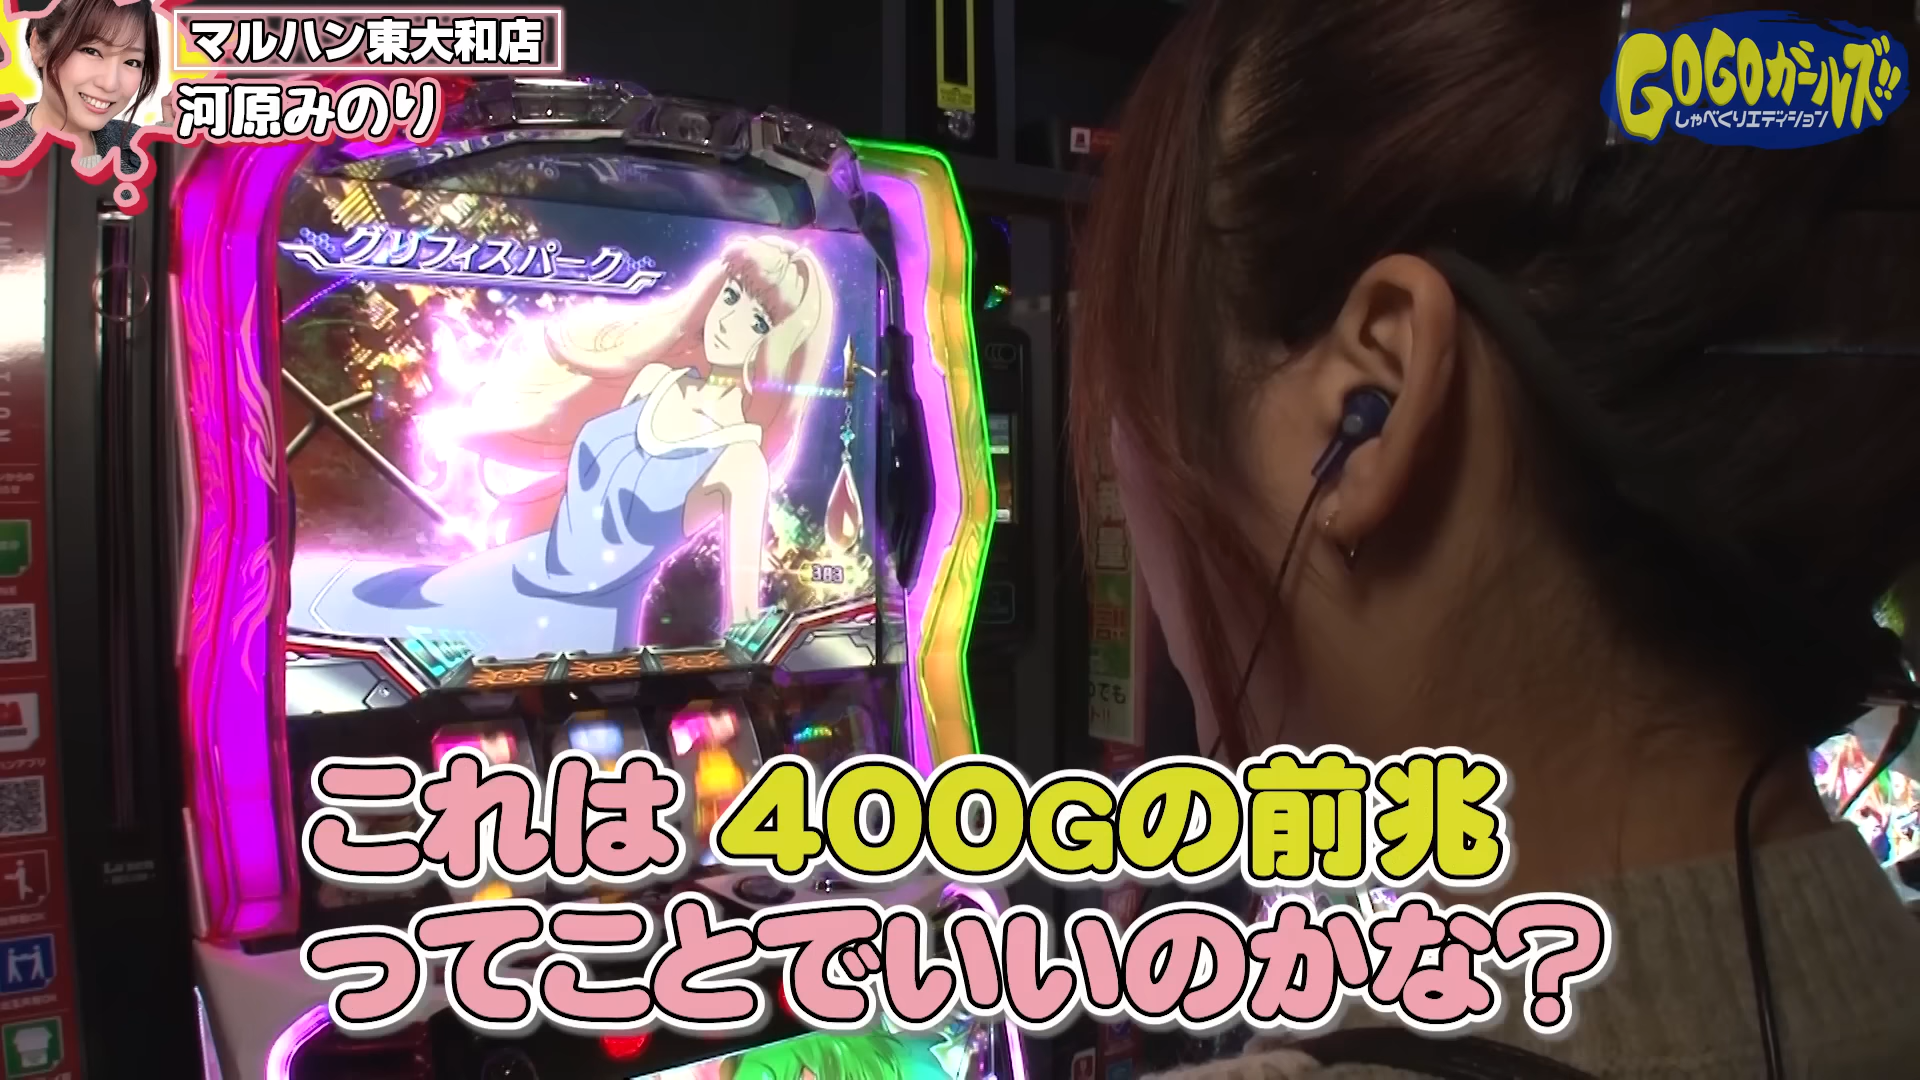 マルハン東大和店
河原みのり
GOGOガールズ!!
しゃべくりエディション
グリフィスパーク
383
これは 400Gの前兆
ってことでいいのかな?